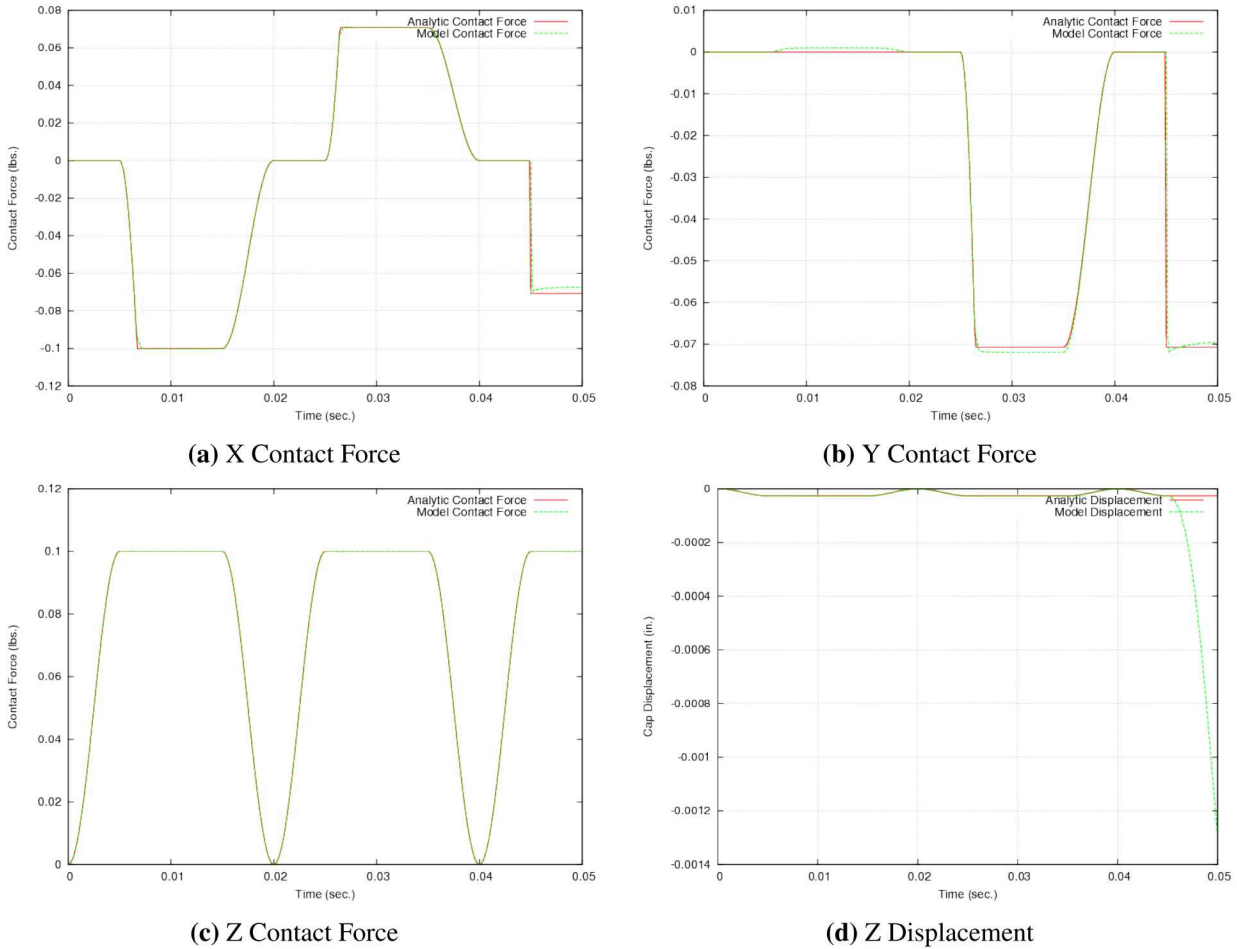 Analytic Contact Force
Model Contact Force
0.08
0.06
0.04
0.02
0
-0.02
-0.04
-0.06
-0.08
-0.1
-0.12
Contact Force (lbs.)
0 0.01 0.02 0.03 0.04 0.05
Time (sec.)
(a) X Contact Force
Analytic Contact Force
Model Contact Force
0.01
0
-0.01
-0.02
-0.03
-0.04
-0.05
-0.06
-0.07
-0.08
Contact Force (lbs.)
0 0.01 0.02 0.03 0.04 0.05
Time (sec.)
(b) Y Contact Force
Analytic Contact Force
Model Contact Force
0.12
0.1
0.08
0.06
0.04
0.02
0
Contact Force (lbs.)
0 0.01 0.02 0.03 0.04 0.05
Time (sec.)
(c) Z Contact Force
Analytic Displacement
Model Displacement
0
-0.0002
-0.0004
-0.0006
-0.0008
-0.001
-0.0012
-0.0014
Cap Displacement (in.)
0 0.01 0.02 0.03 0.04 0.05
Time (sec.)
(d) Z Displacement